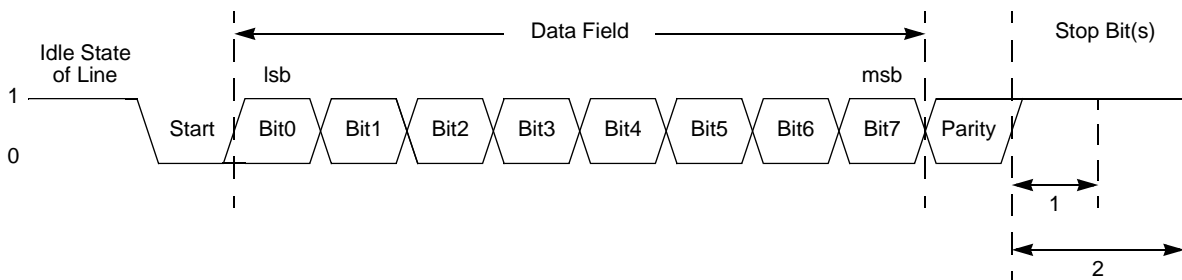 Data Field
Stop Bit(s)
Idle State
of Line
lsb
msb
1
Start
Bit0
Bit1
Bit2
Bit3
Bit4
Bit5
Bit6
Bit7
Parity
0
1
2